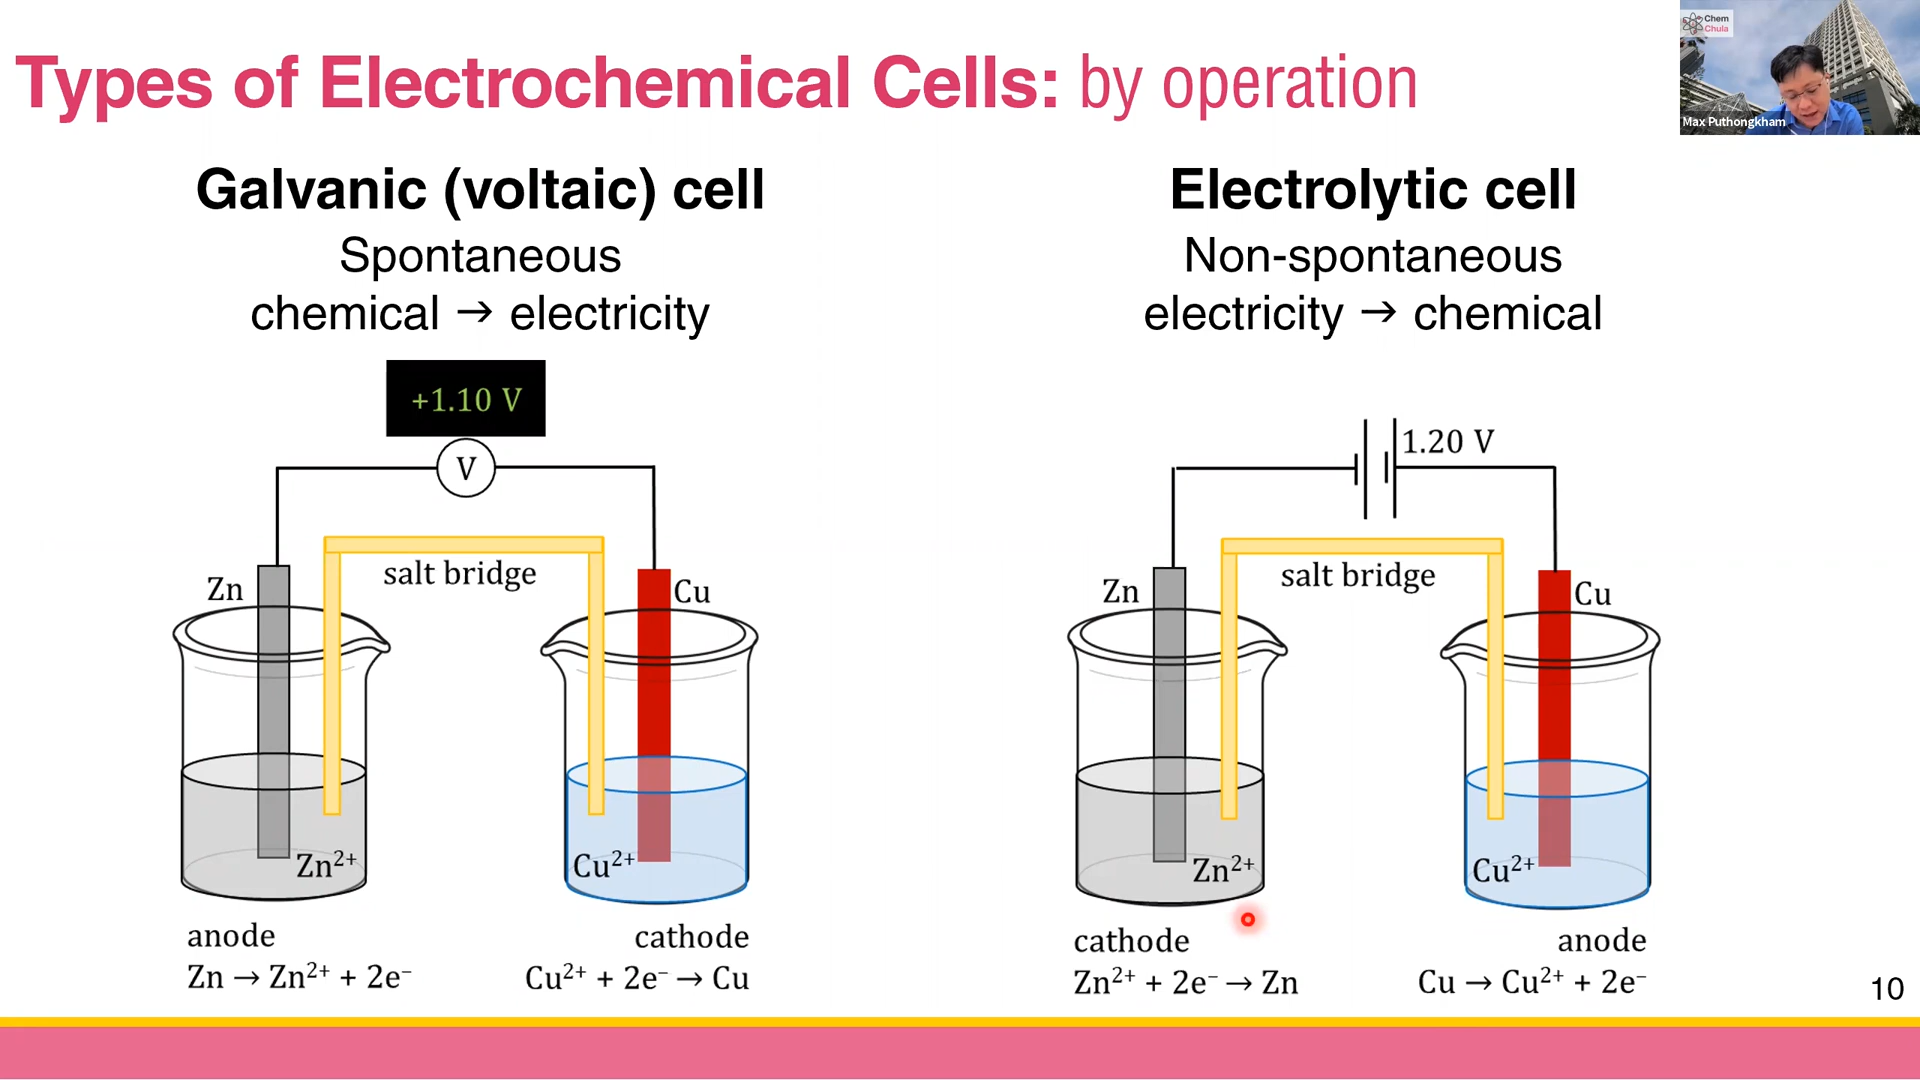 Types of Electrochemical Cells: by operation
Chem
Chula
Max Puthongkham
Galvanic (voltaic) cell
Spontaneous
chemical → electricity
+1.10 V
V
salt bridge
Zn
Cu
Zn²⁺
Cu²⁺
anode
Zn → Zn²⁺ + 2e⁻
cathode
Cu²⁺ + 2e⁻ → Cu
Electrolytic cell
Non-spontaneous
electricity → chemical
1.20 V
salt bridge
Zn
Cu
Zn²⁺
Cu²⁺
cathode
Zn²⁺ + 2e⁻ → Zn
anode
Cu → Cu²⁺ + 2e⁻
10